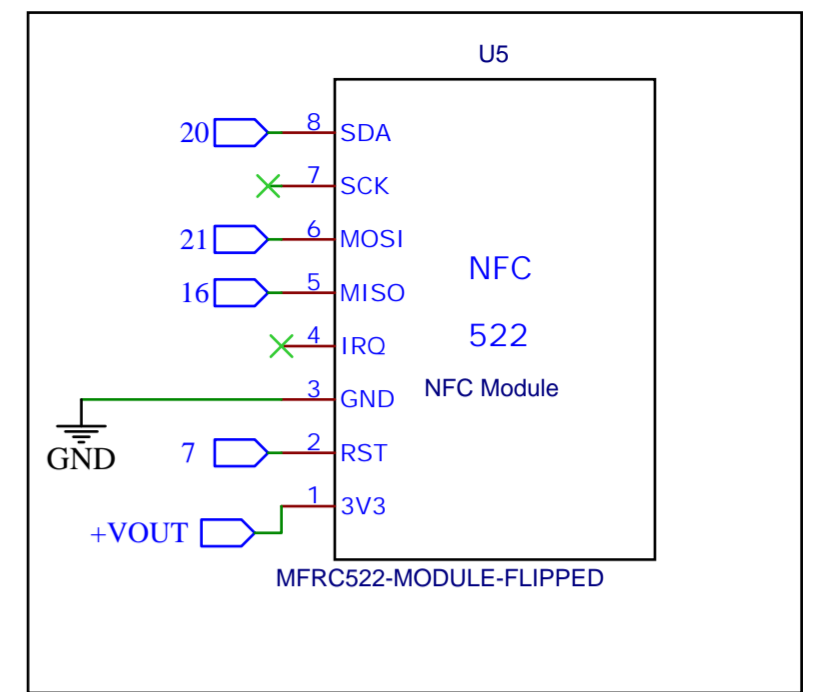 U5
20 8 SDA
7 SCK
21 6 MOSI
NFC
16 5 MISO
522
4 IRQ
NFC Module
3 GND
GND
7 2 RST
1 3V3
+VOUT
MFRC522-MODULE-FLIPPED